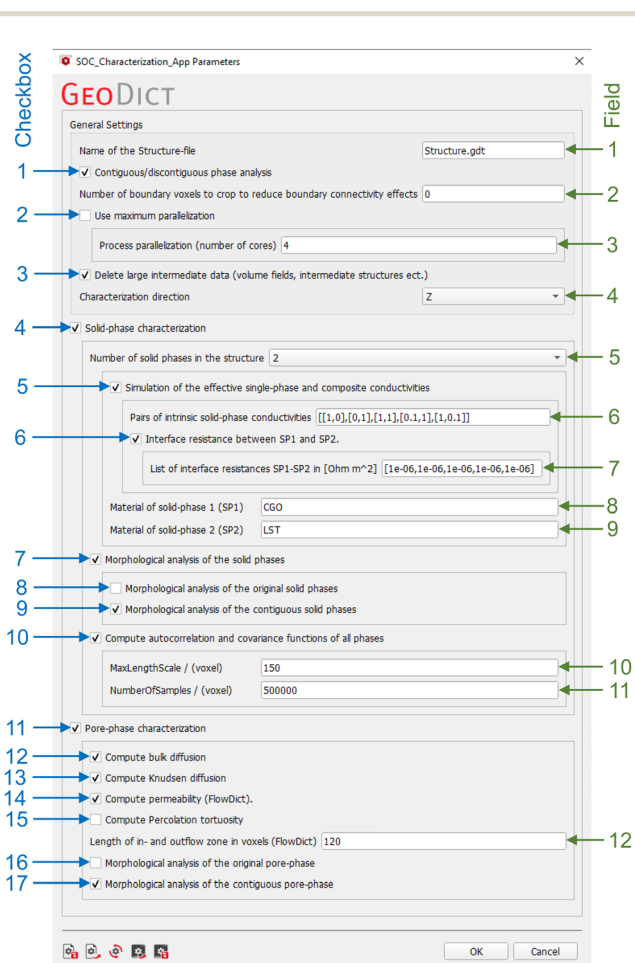 Checkbox
Field
SOC_Characterization_App Parameters
GEODICT
General Settings
Name of the Structure-file Structure.gdt 1
1 Contiguous/discontiguous phase analysis
Number of boundary voxels to crop to reduce boundary connectivity effects 0 2
2 Use maximum parallelization
Process parallelization (number of cores) 4 3
3 Delete large intermediate data (volume fields, intermediate structures ect.)
Characterization direction Z 4
4 Solid-phase characterization
Number of solid phases in the structure 2 5
5 Simulation of the effective single-phase and composite conductivities
Pairs of intrinsic solid-phase conductivities [[1,0],[0,1],[1,1],[0.1,1],[1,0.1]] 6
6 Interface resistance between SP1 and SP2.
List of interface resistances SP1-SP2 in [Ohm m^2] [1e-06,1e-06,1e-06,1e-06,1e-06] 7
Material of solid-phase 1 (SP1) CGO 8
Material of solid-phase 2 (SP2) LST 9
7 Morphological analysis of the solid phases
8 Morphological analysis of the original solid phases
9 Morphological analysis of the contiguous solid phases
10 Compute autocorrelation and covariance functions of all phases
MaxLengthScale / (voxel) 150 10
NumberOfSamples / (voxel) 500000 11
11 Pore-phase characterization
12 Compute bulk diffusion
13 Compute Knudsen diffusion
14 Compute permeability (FlowDict).
15 Compute Percolation tortuosity
Length of in- and outflow zone in voxels (FlowDict) 120 12
16 Morphological analysis of the original pore-phase
17 Morphological analysis of the contiguous pore-phase
OK Cancel